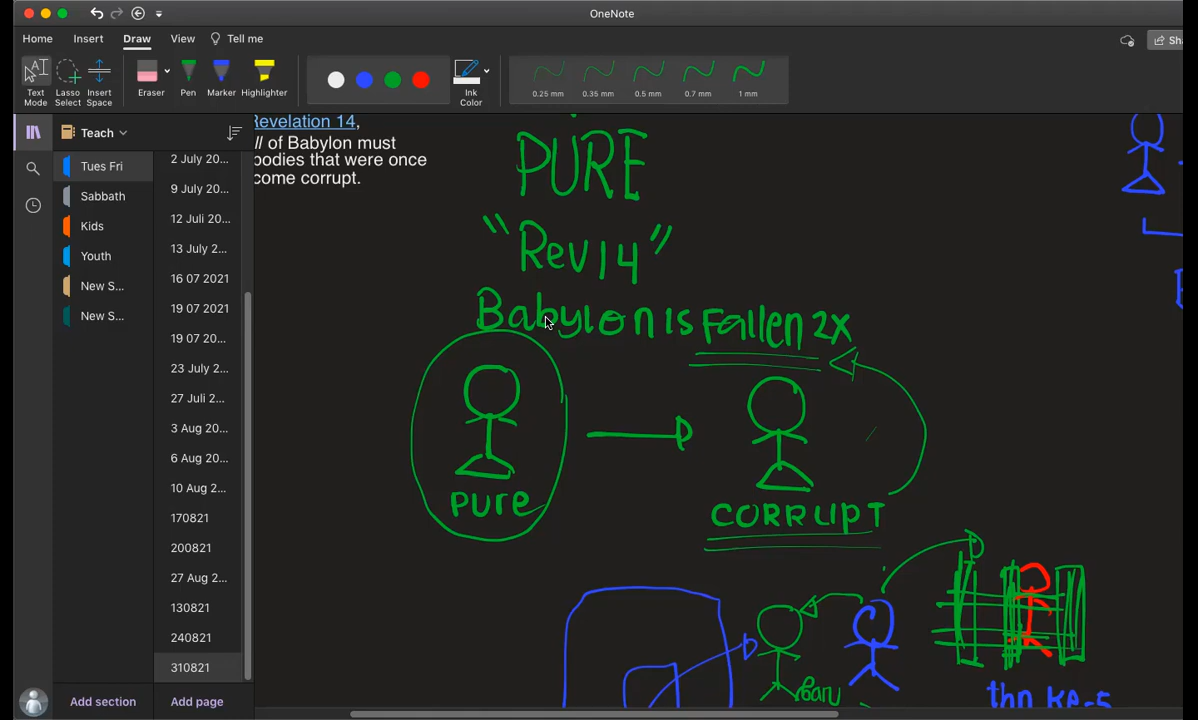 OneNote
Home Insert Draw View Tell me
Sha
Text Mode
Lasso Select
Insert Space
Eraser
Pen
Marker
Highlighter
Ink Color
0.25 mm 0.35 mm 0.5 mm 0.7 mm 1 mm
Teach
Tues Fri
Sabbath
Kids
Youth
New S...
New S...
2 July 20...
9 July 20...
12 Juli 20...
13 July 2...
16 07 2021
19 07 2021
19 07 20...
23 July 2...
27 Juli 2...
3 Aug 20...
6 Aug 20...
10 Aug 2...
170821
200821
27 Aug 2...
130821
240821
310821
Add section Add page
evelation 14,
ll of Babylon must
bodies that were once
come corrupt.
PURE
"Rev 14"
Babylon is Fallen 2x
pure
CORRUPT
thn ke-5